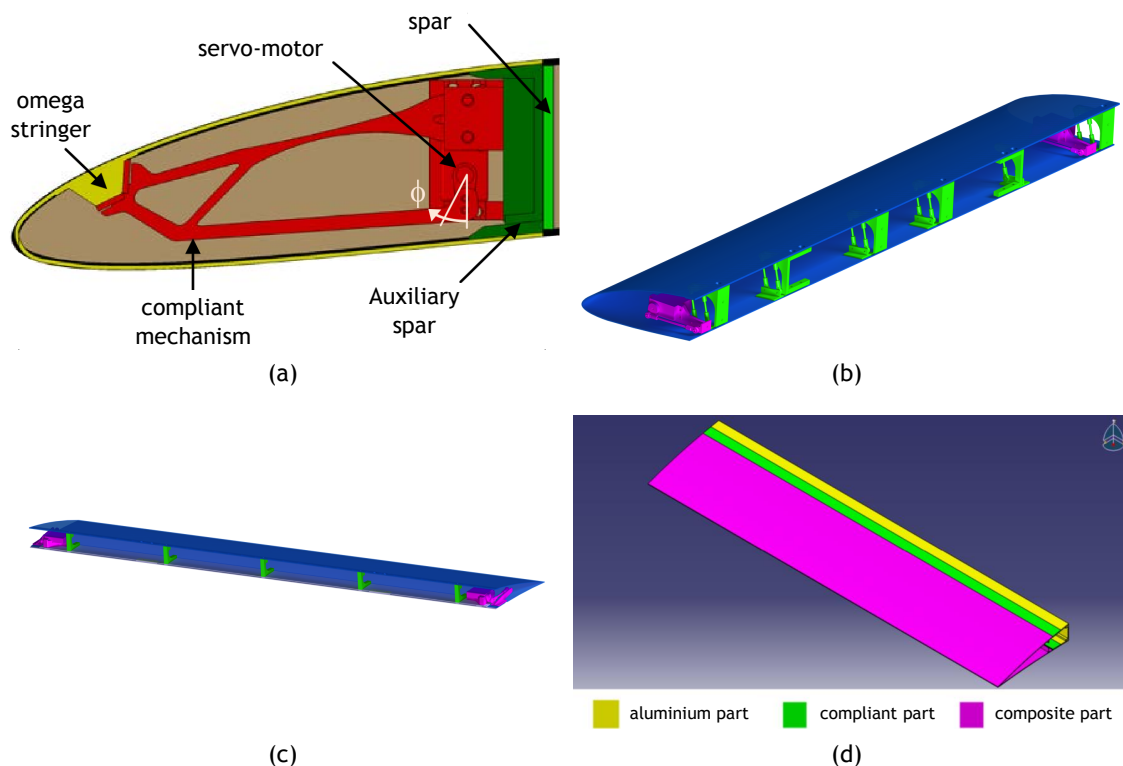 spar
servo-motor
omega
stringer
ϕ
compliant
mechanism
Auxiliary
spar
(a)
(b)
(c)
aluminium part
compliant part
composite part
(d)